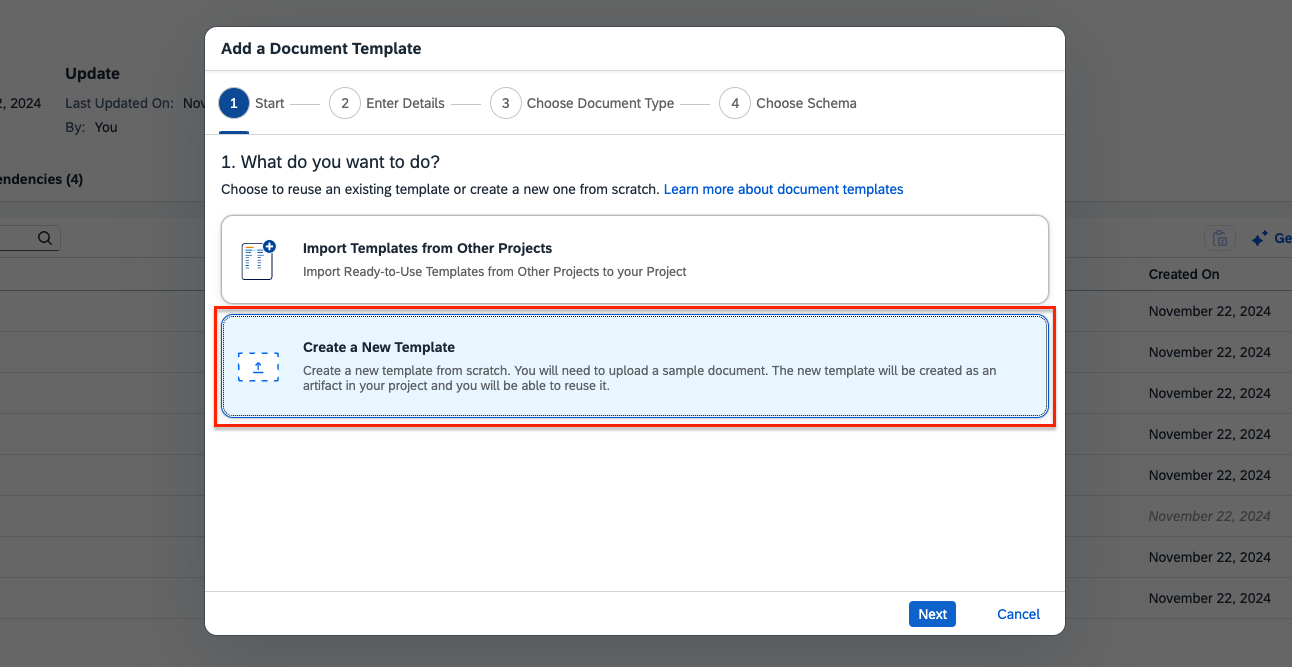 Add a Document Template
Update
2, 2024
Last Updated On: Nov
By: You
1 Start
2 Enter Details
3 Choose Document Type
4 Choose Schema
1. What do you want to do?
Choose to reuse an existing template or create a new one from scratch. Learn more about document templates
endencies (4)
Import Templates from Other Projects
Import Ready-to-Use Templates from Other Projects to your Project
Create a New Template
Create a new template from scratch. You will need to upload a sample document. The new template will be created as an
artifact in your project and you will be able to reuse it.
Ge
Created On
November 22, 2024
November 22, 2024
November 22, 2024
November 22, 2024
November 22, 2024
November 22, 2024
November 22, 2024
November 22, 2024
Next
Cancel